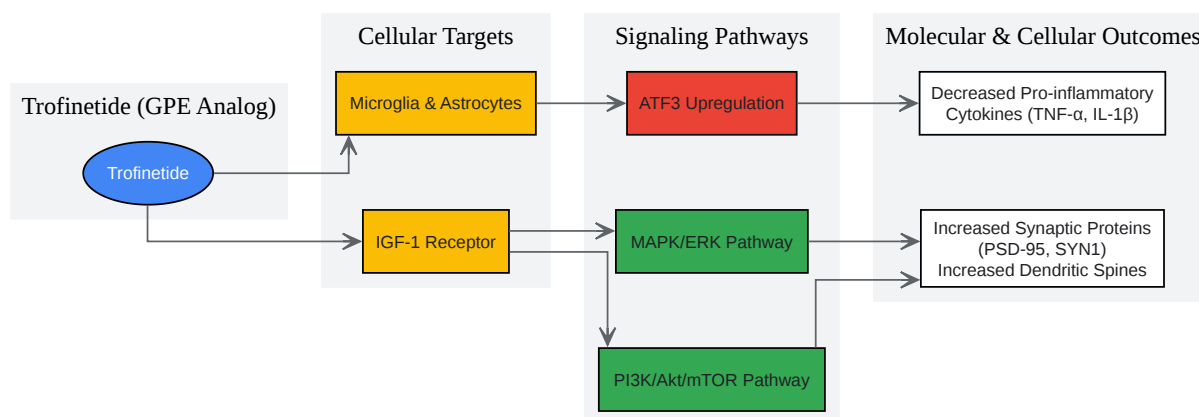 Cellular Targets
Signaling Pathways
Molecular & Cellular Outcomes
Trofinetide (GPE Analog)
Microglia & Astrocytes
ATF3 Upregulation
Decreased Pro-inflammatory
Cytokines (TNF-α, IL-1β)
Trofinetide
IGF-1 Receptor
MAPK/ERK Pathway
Increased Synaptic Proteins
(PSD-95, SYN1)
Increased Dendritic Spines
PI3K/Akt/mTOR Pathway